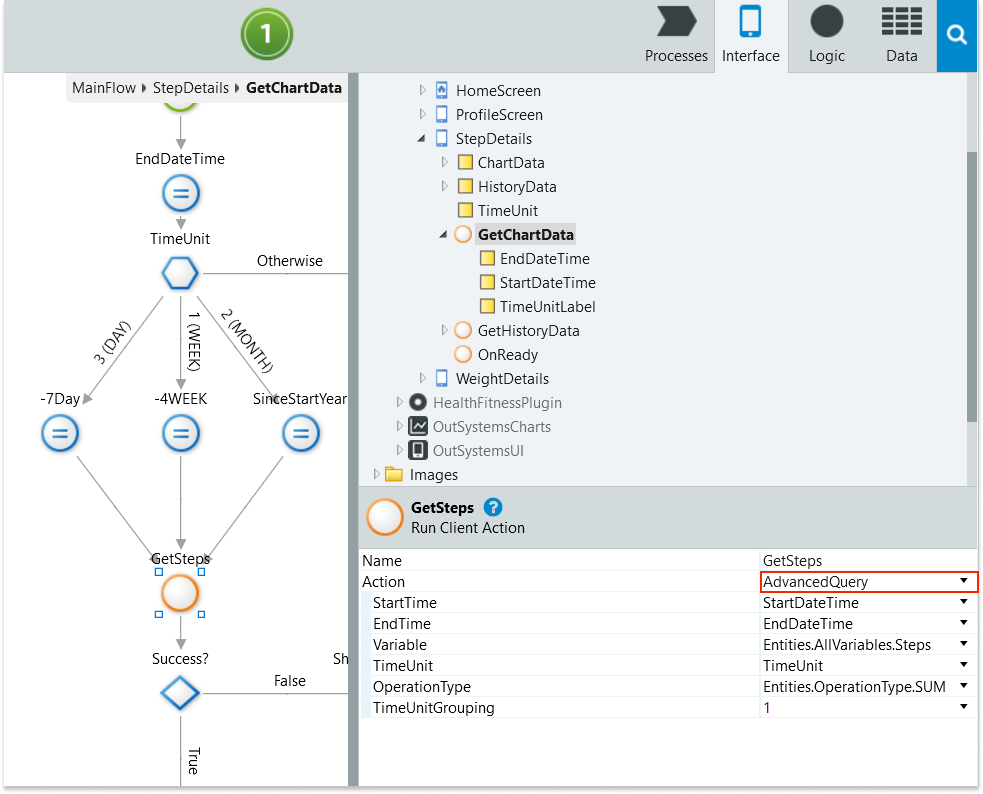 1
Processes
Interface
Logic
Data
MainFlow StepDetails GetChartData
EndDateTime
TimeUnit
Otherwise
3 (DAY)
1 (WEEK)
2 (MONTH)
-7Day
-4WEEK
SinceStartYear
GetSteps
Success?
Sh
False
True
HomeScreen
ProfileScreen
StepDetails
ChartData
HistoryData
TimeUnit
GetChartData
EndDateTime
StartDateTime
TimeUnitLabel
GetHistoryData
OnReady
WeightDetails
HealthFitnessPlugin
OutSystemsCharts
OutSystemsUI
Images
GetSteps ?
Run Client Action
Name GetSteps
Action AdvancedQuery
StartTime StartDateTime
EndTime EndDateTime
Variable Entities.AllVariables.Steps
TimeUnit TimeUnit
OperationType Entities.OperationType.SUM
TimeUnitGrouping 1